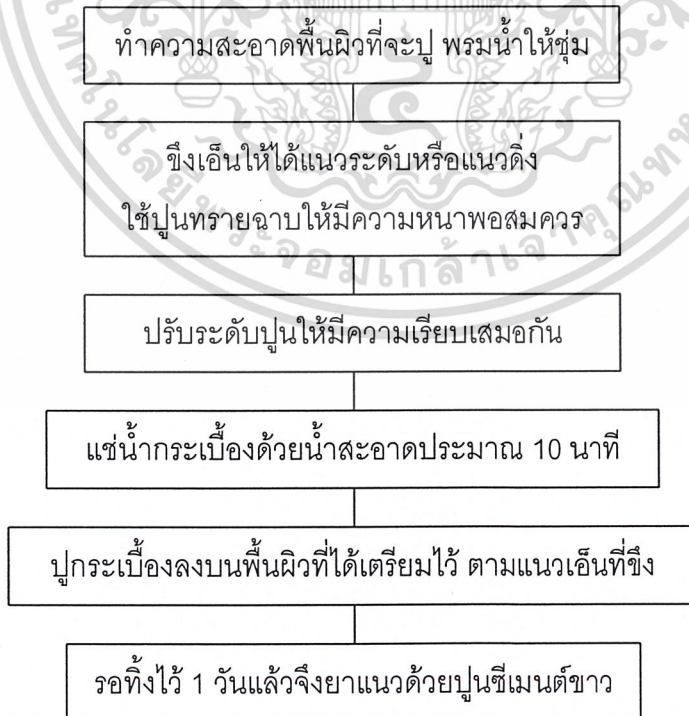 ทำความสะอาดพื้นผิวที่จะปู พรมน้ำให้ชุ่ม
ขึงเอ็นให้ได้แนวระดับหรือแนวดิ่ง
ใช้ปูนทรายฉาบให้มีความหนาพอสมควร
ปรับระดับปูนให้มีความเรียบเสมอกัน
แช่น้ำกระเบื้องด้วยน้ำสะอาดประมาณ 10 นาที
ปูกระเบื้องลงบนพื้นผิวที่ได้เตรียมไว้ ตามแนวเอ็นที่ขึง
รอทิ้งไว้ 1 วันแล้วจึงยาแนวด้วยปูนซีเมนต์ขาว